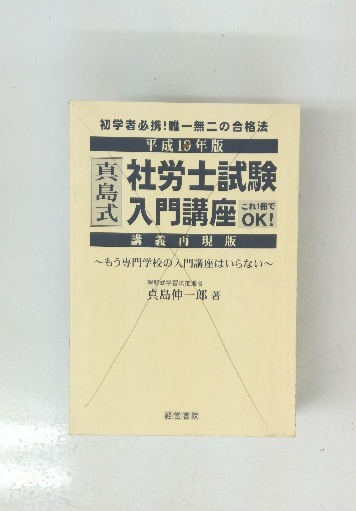 初学者必携!唯一無二の合格法
平成10年版
真島式
社労士試験
入門講座
これ1冊で
OK!
講義再現版
～もう専門学校の入門講座はいらない～
真島伸一郎 著
経営書院